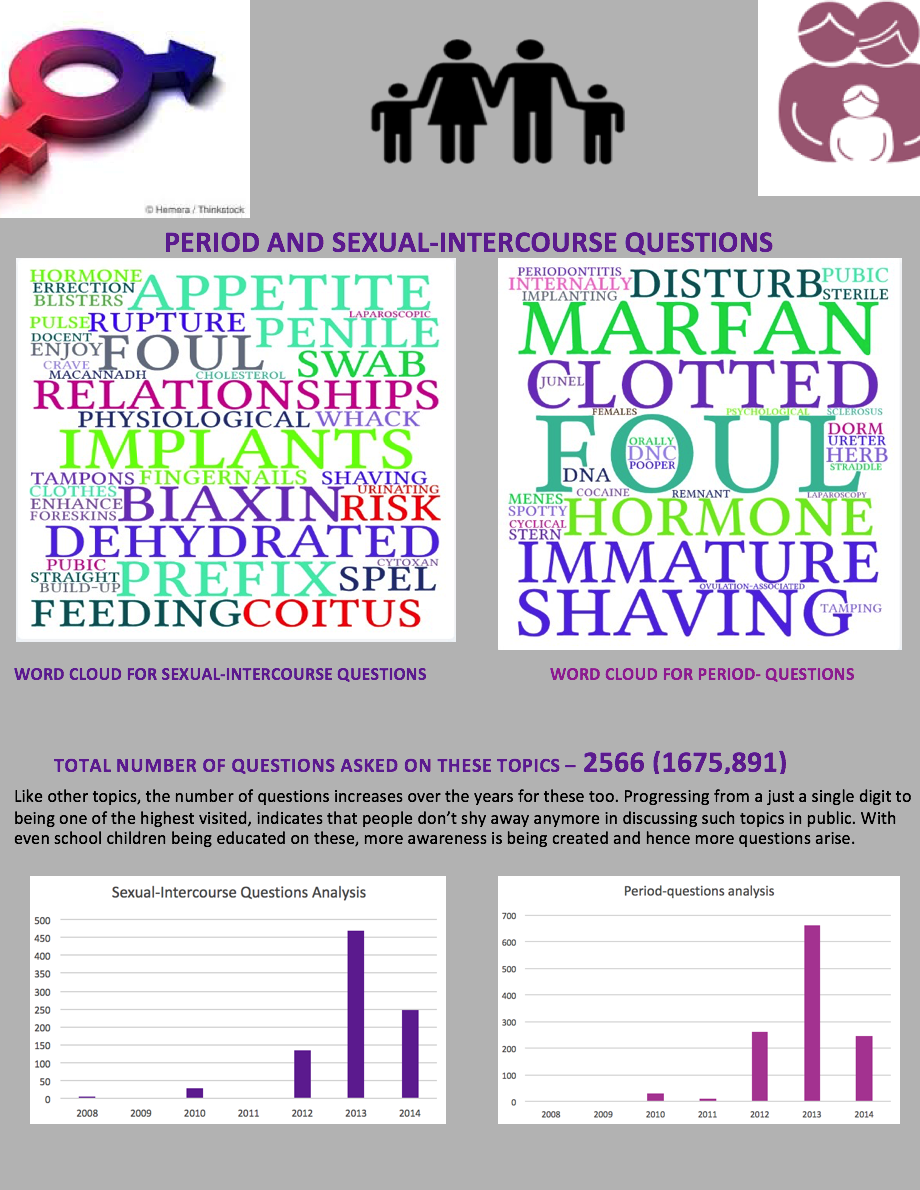 © Hemera / Thinkstock
PERIOD AND SEXUAL-INTERCOURSE QUESTIONS
HORMONE
ERRECTION
BLISTERS
APPETITE
LAPAROSCOPIC
PULSE
RUPTURE
PENILE
DOCENT
ENJOY
FOUL
SWAB
CRAVE
MACANNADH
CHOLESTEROL
RELATIONSHIPS
PHYSIOLOGICAL
WHACK
IMPLANTS
TAMPONS
FINGERNAILS
SHAVING
CLOTHES
URINATING
ENHANCE
FORESKINS
BIAXIN
RISK
DEHYDRATED
PUBIC
CYTOXAN
STRAIGHT
BUILD-UP
PREFIX
SPEL
FEEDING
COITUS
PERIODONTITIS
INTERNALLY
IMPLANTING
DISTURB
PUBIC
STERILE
MARFAN
JUNEL
CLOTTED
FEMALES
PSYCHOLOGICAL
SCLEROSUS
FOUL
ORALLY
DNC
POOPER
DORM
URETER
HERB
STRADDLE
DNA
COCAINE
REMNANT
LAPAROSCOPY
MENES
SPOTTY
CYCLICAL
STERN
HORMONE
IMMATURE
OVULATION-ASSOCIATED
SHAVING
TAMPING
WORD CLOUD FOR SEXUAL-INTERCOURSE QUESTIONS
WORD CLOUD FOR PERIOD- QUESTIONS
TOTAL NUMBER OF QUESTIONS ASKED ON THESE TOPICS – 2566 (1675,891)
Like other topics, the number of questions increases over the years for these too. Progressing from a just a single digit to
being one of the highest visited, indicates that people don't shy away anymore in discussing such topics in public. With
even school children being educated on these, more awareness is being created and hence more questions arise.
Sexual-Intercourse Questions Analysis
500
450
400
350
300
250
200
150
100
50
0
2008 2009 2010 2011 2012 2013 2014
Period-questions analysis
700
600
500
400
300
200
100
0
2008 2009 2010 2011 2012 2013 2014